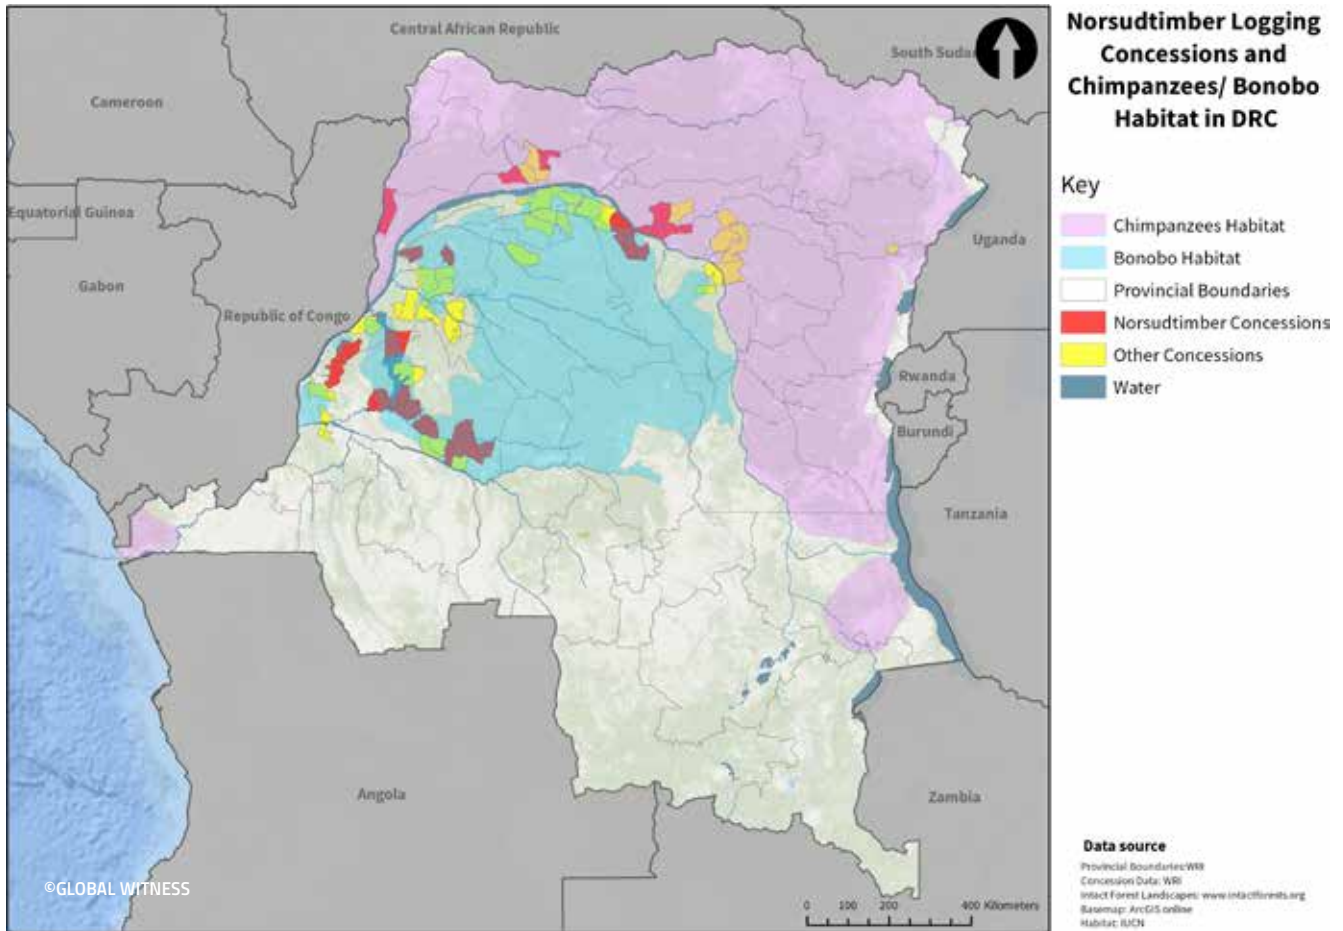 Norsudtimber Logging
Concessions and
Chimpanzees/ Bonobo
Habitat in DRC
Key
Chimpanzees Habitat
Bonobo Habitat
Provincial Boundaries
Norsudtimber Concessions
Other Concessions
Water
Central African Republic
South Sudan
Cameroon
Equatorial Guinea
Uganda
Gabon
Republic of Congo
Rwanda
Burundi
Tanzania
Angola
Zambia
©GLOBAL WITNESS
0 100 200 400 Kilometers
Data source
Provincial Boundaries:WRI
Concession Data: WRI
Intact Forest Landscapes: www.intactforests.org
Basemap: ArcGIS online
Habitat: IUCN